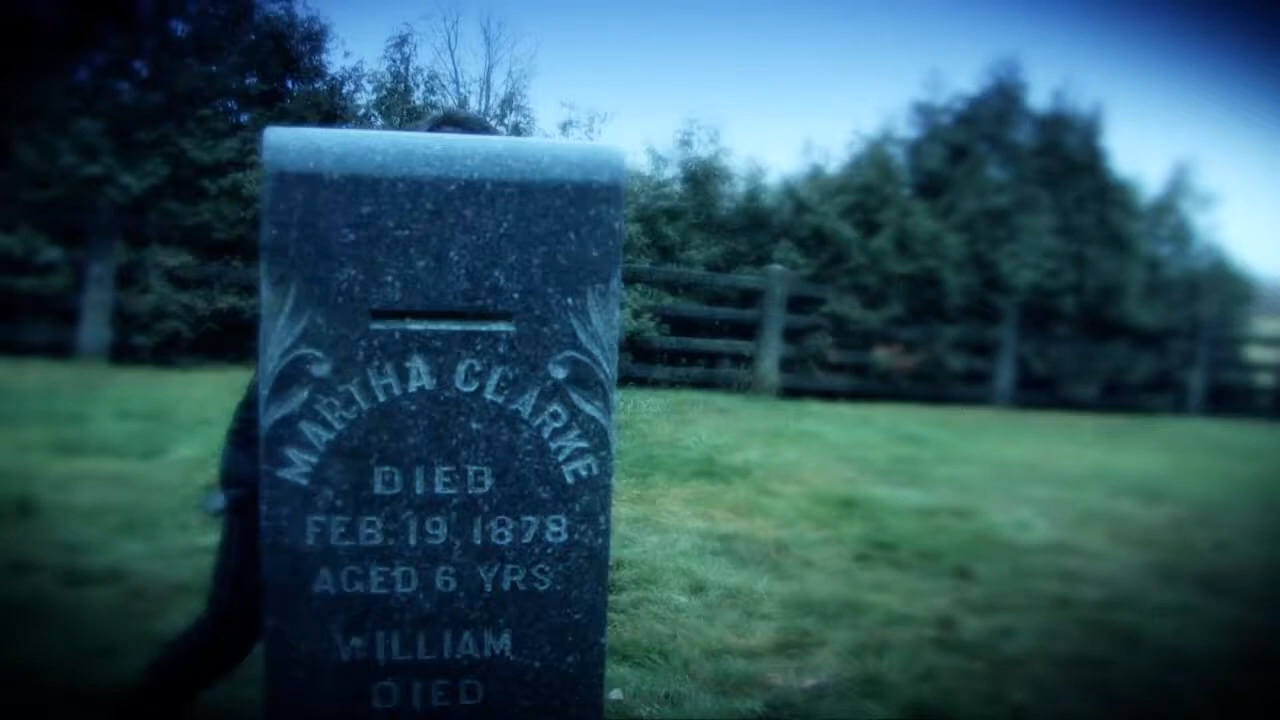 MARTHA CLARKE
DIED
FEB. 19, 1878
AGED 6 YRS
WILLIAM
DIED